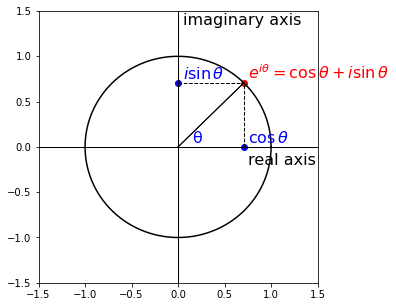 1.5
imaginary axis
1.0
i sin θ
e^{iθ} = cos θ + i sin θ
0.5
θ
cos θ
0.0
real axis
−0.5
−1.0
−1.5
−1.5 −1.0 −0.5 0.0 0.5 1.0 1.5